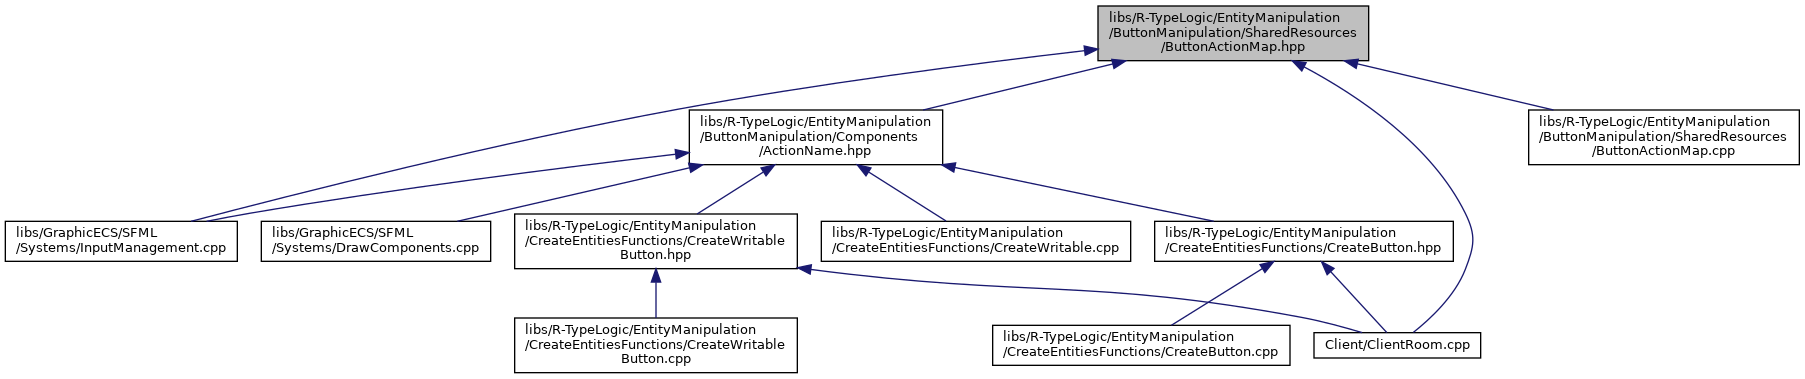 libs/R-TypeLogic/EntityManipulation
/ButtonManipulation/SharedResources
/ButtonActionMap.hpp
libs/R-TypeLogic/EntityManipulation
/ButtonManipulation/Components
/ActionName.hpp
libs/R-TypeLogic/EntityManipulation
/ButtonManipulation/SharedResources
/ButtonActionMap.cpp
libs/GraphicECS/SFML
/Systems/InputManagement.cpp
libs/GraphicECS/SFML
/Systems/DrawComponents.cpp
libs/R-TypeLogic/EntityManipulation
/CreateEntitiesFunctions/CreateWritable
Button.hpp
libs/R-TypeLogic/EntityManipulation
/CreateEntitiesFunctions/CreateWritable.cpp
libs/R-TypeLogic/EntityManipulation
/CreateEntitiesFunctions/CreateButton.hpp
libs/R-TypeLogic/EntityManipulation
/CreateEntitiesFunctions/CreateWritable
Button.cpp
libs/R-TypeLogic/EntityManipulation
/CreateEntitiesFunctions/CreateButton.cpp
Client/ClientRoom.cpp